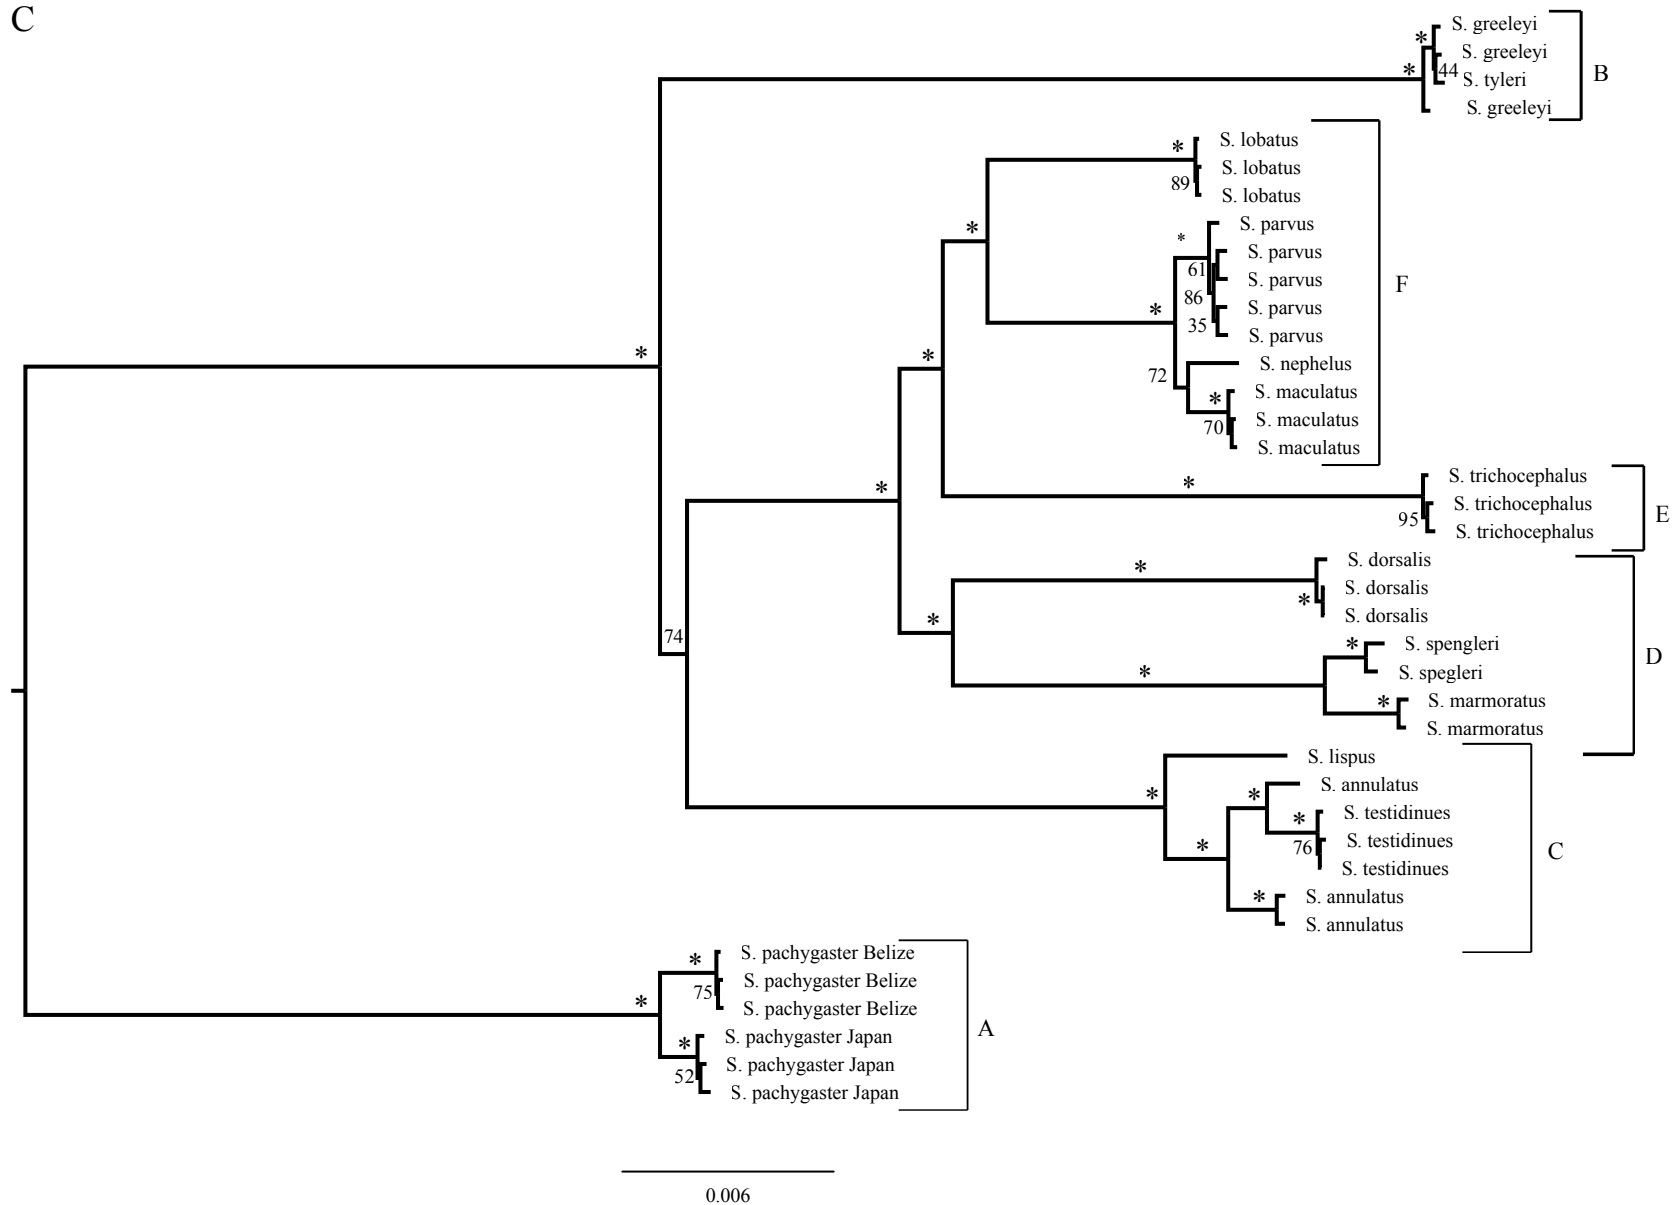 C
S. greeleyi
*
S. greeleyi
*
44
S. tyleri
B
S. greeleyi
S. lobatus
*
S. lobatus
89
S. lobatus
S. parvus
*
*
S. parvus
61
S. parvus
F
86
S. parvus
*
35
S. parvus
*
*
S. nephelus
72
S. maculatus
*
S. maculatus
70
S. maculatus
S. trichocephalus
*
*
S. trichocephalus
95
E
S. trichocephalus
S. dorsalis
*
S. dorsalis
*
S. dorsalis
*
74
S. spengleri
*
D
S. spegleri
*
S. marmoratus
*
S. marmoratus
S. lispus
S. annulatus
*
*
S. testidinues
*
S. testidinues
76
*
C
S. testidinues
S. annulatus
*
S. annulatus
S. pachygaster Belize
*
S. pachygaster Belize
75
S. pachygaster Belize
*
A
S. pachygaster Japan
*
S. pachygaster Japan
52
S. pachygaster Japan
0.006